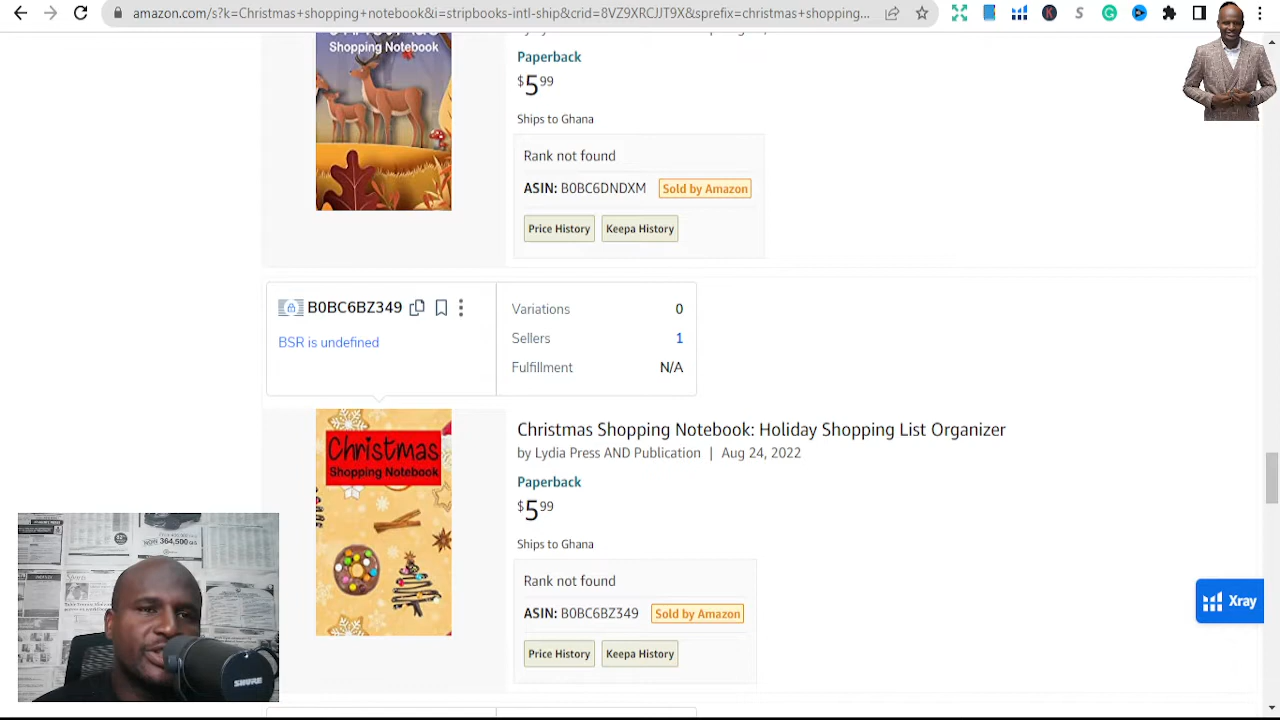 amazon.com/s?k=Christmas+shopping+notebook&i=stripbooks-intl-ship&crid=8VZ9XRCJJT9X&sprefix=christmas+shopping...
Shopping Notebook
Paperback
$5 99
Ships to Ghana
Rank not found
ASIN: B0BC6DNDXM Sold by Amazon
Price History Keepa History
B0BC6BZ349
BSR is undefined
Variations 0
Sellers 1
Fulfillment N/A
Christmas
Shopping Notebook
Christmas Shopping Notebook: Holiday Shopping List Organizer
by Lydia Press AND Publication | Aug 24, 2022
Paperback
$5 99
Ships to Ghana
Rank not found
ASIN: B0BC6BZ349 Sold by Amazon
Price History Keepa History
Xray
364,500
SHURE